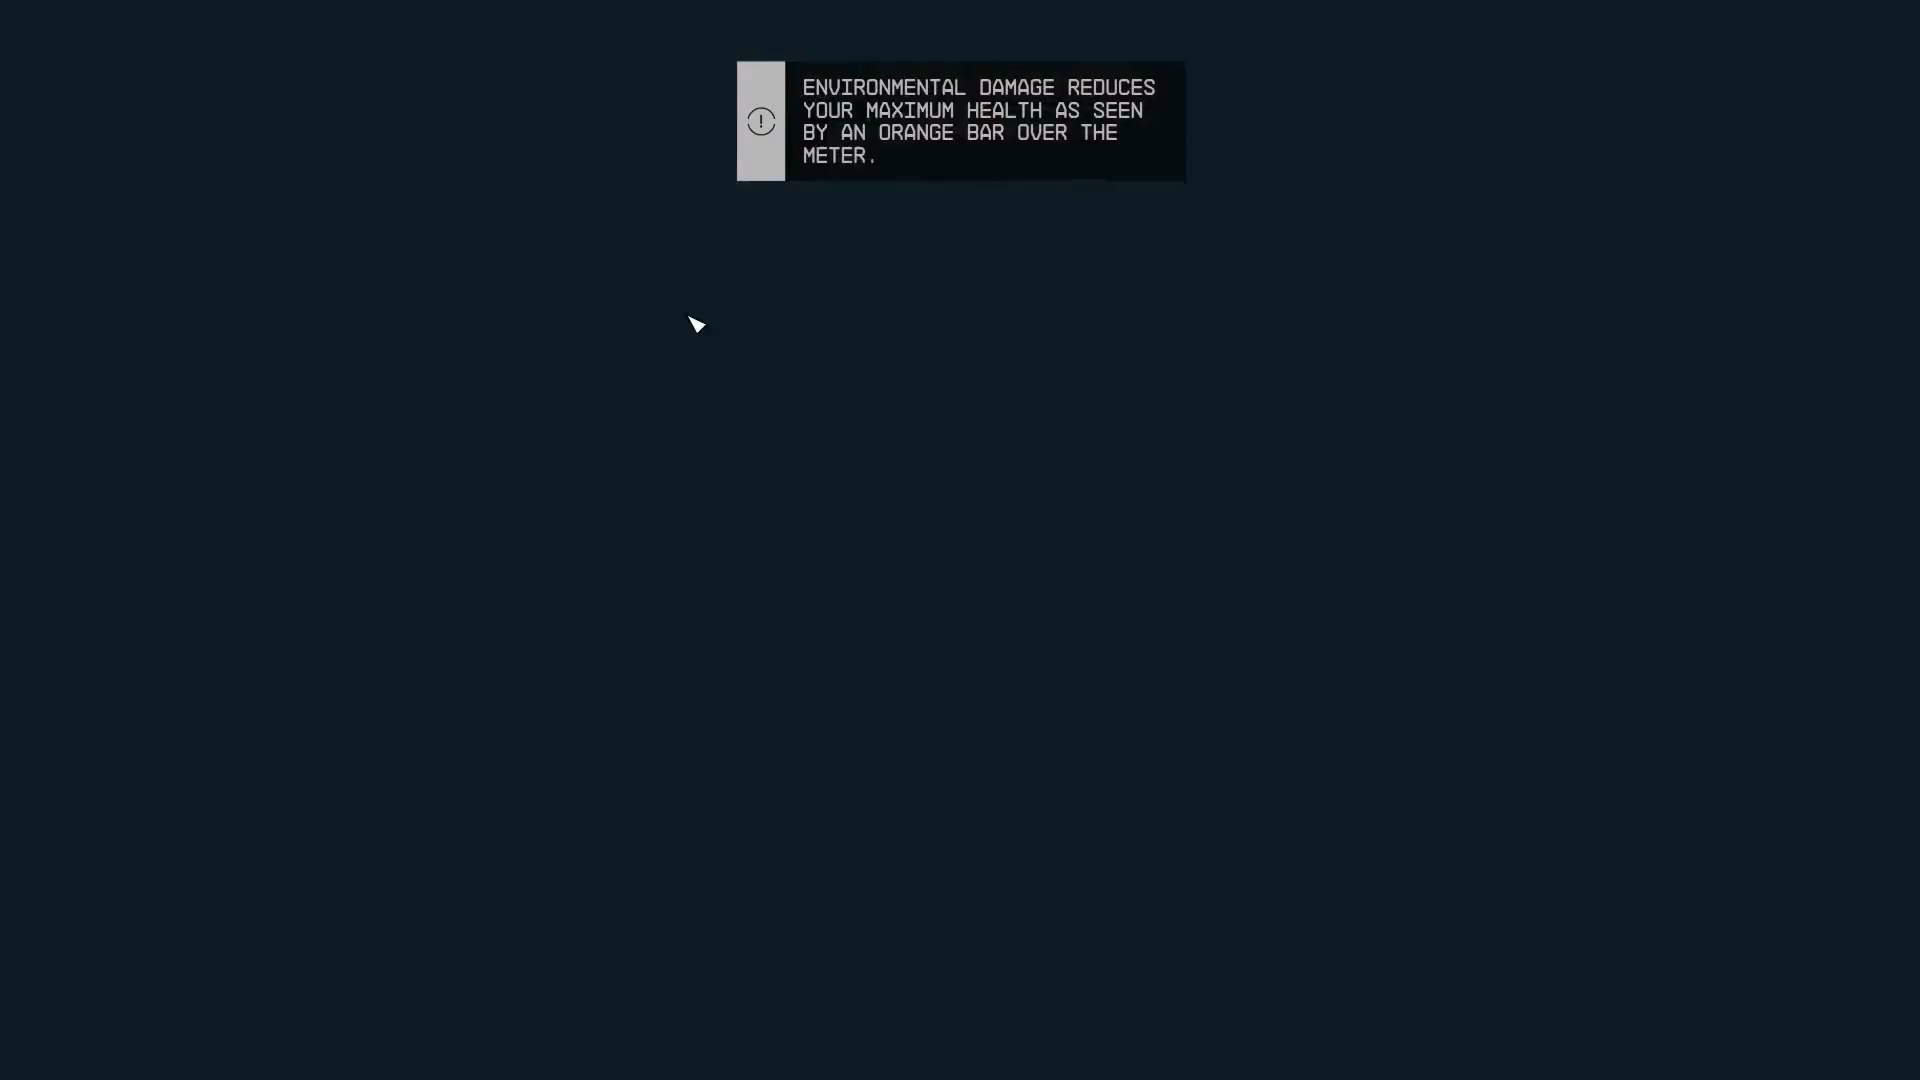 ENVIRONMENTAL DAMAGE REDUCES
YOUR MAXIMUM HEALTH AS SEEN
BY AN ORANGE BAR OVER THE
METER.